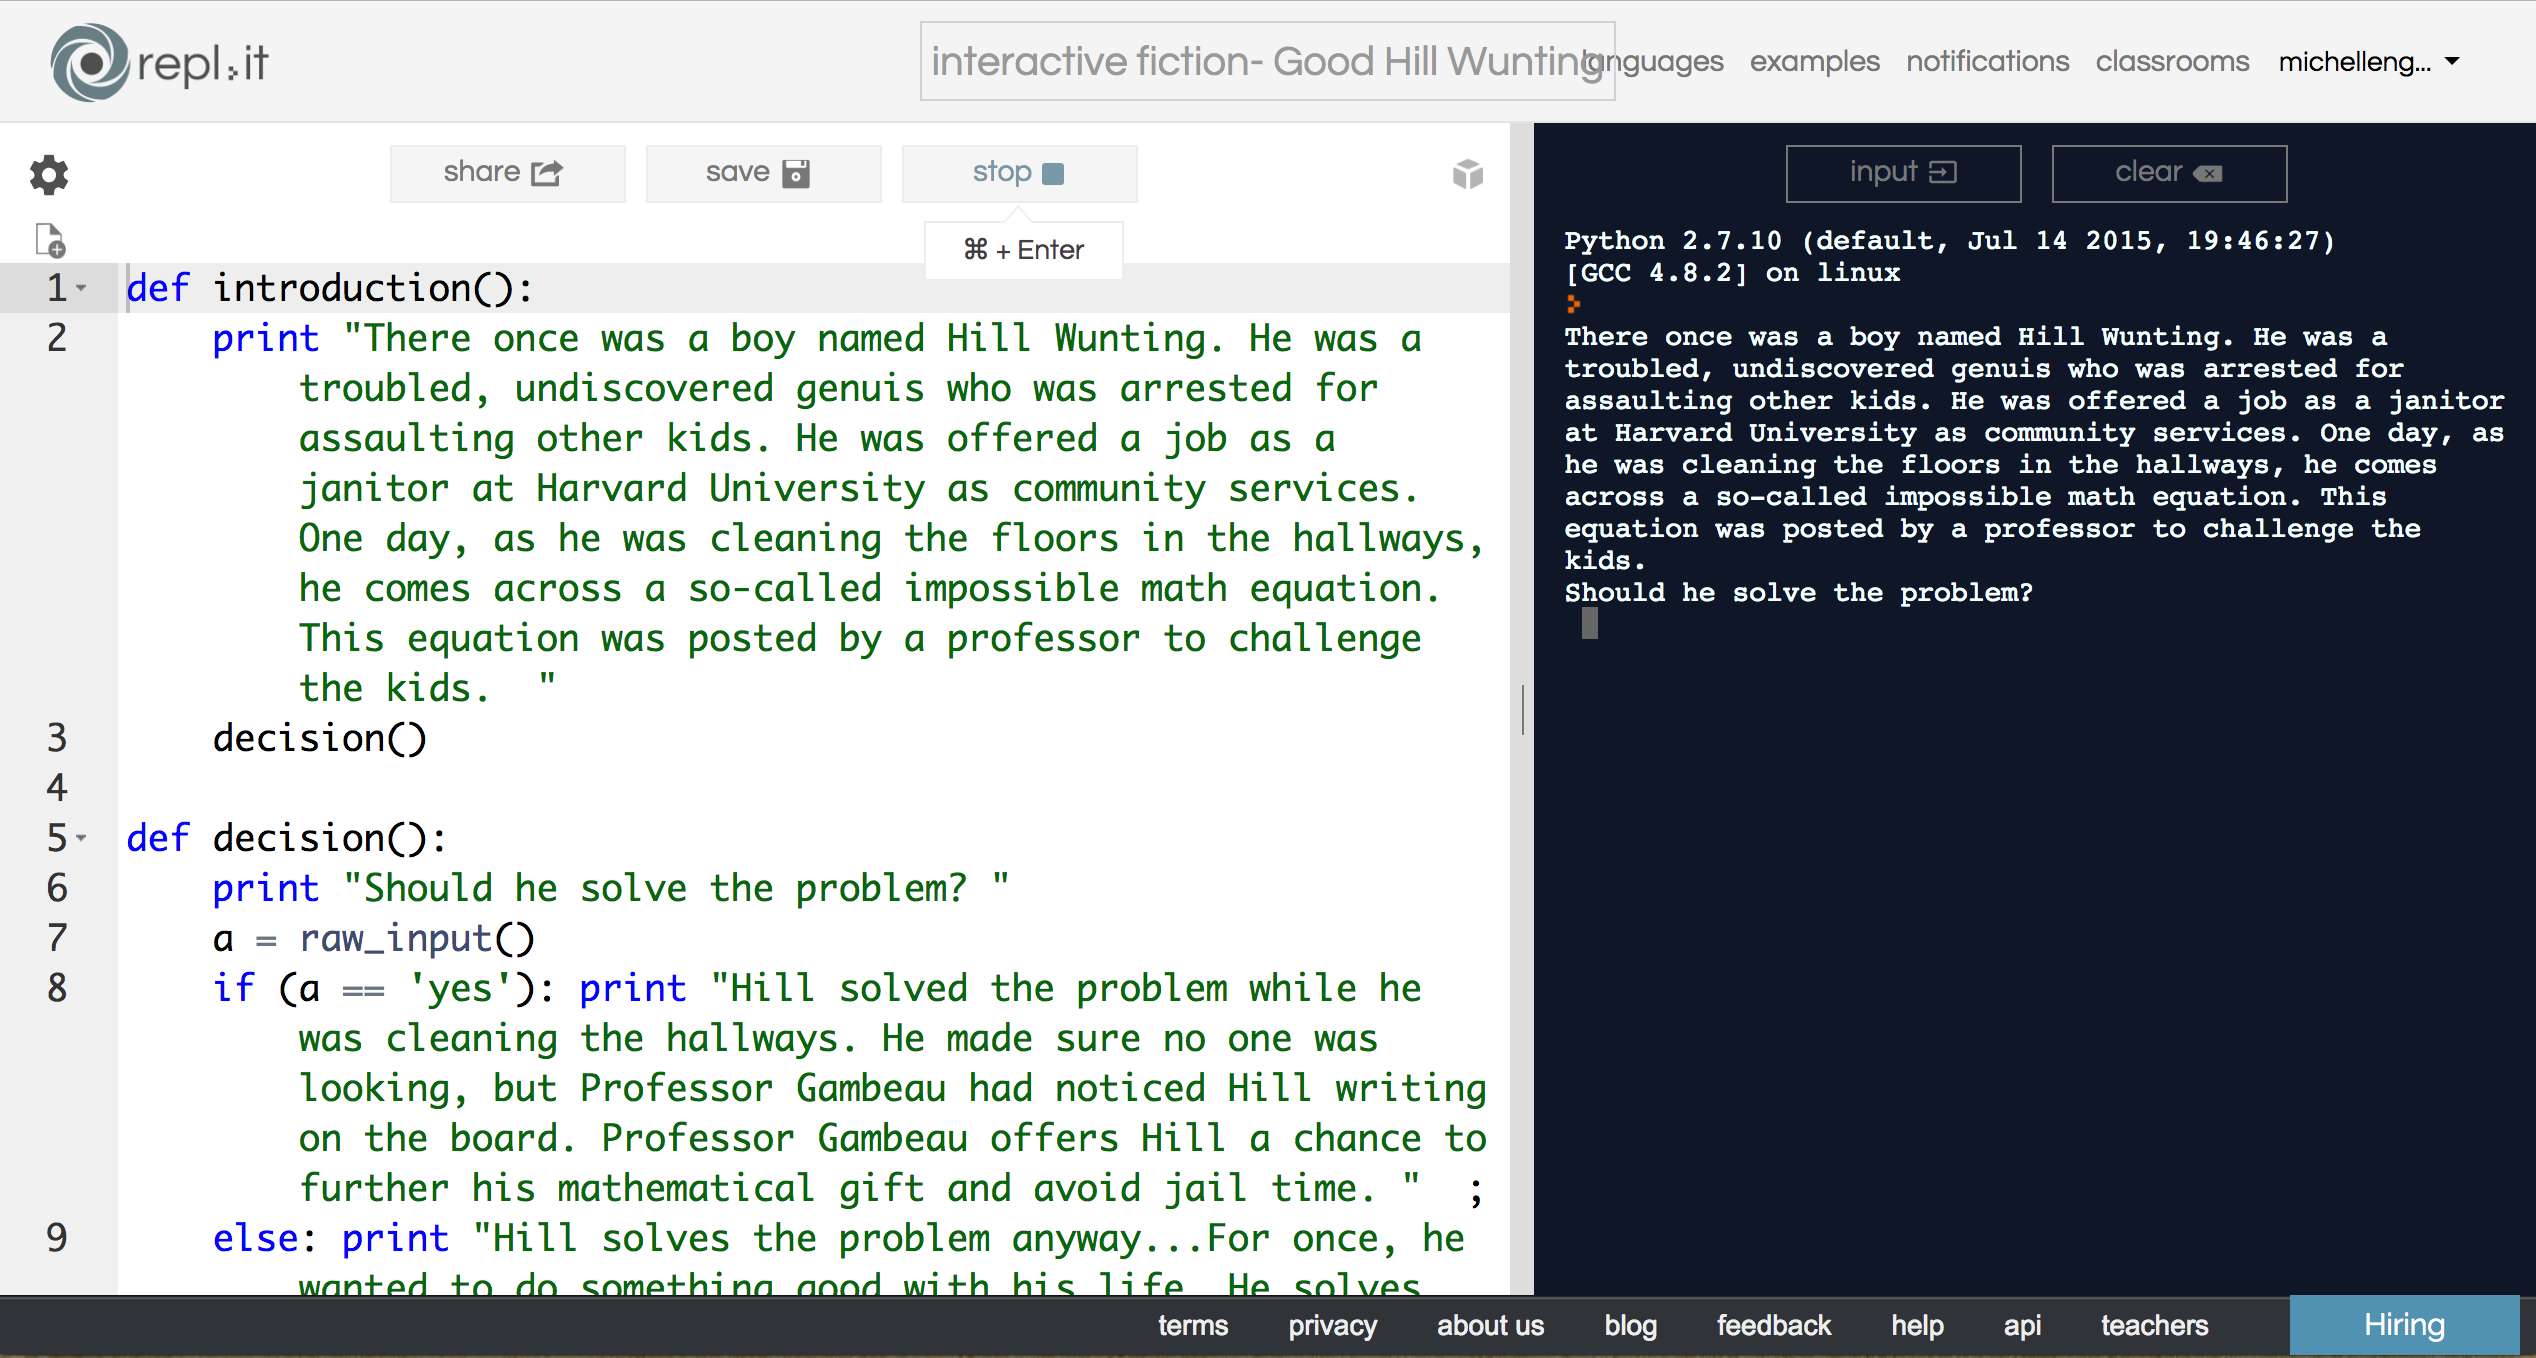 repl.it
interactive fiction- Good Hill Wunting
languages examples notifications classrooms michelleng...
share save stop
⌘ + Enter
1 def introduction():
2 print "There once was a boy named Hill Wunting. He was a
troubled, undiscovered genuis who was arrested for
assaulting other kids. He was offered a job as a
janitor at Harvard University as community services.
One day, as he was cleaning the floors in the hallways,
he comes across a so-called impossible math equation.
This equation was posted by a professor to challenge
the kids.  "
3 decision()
4
5 def decision():
6 print "Should he solve the problem? "
7 a = raw_input()
8 if (a == 'yes'): print "Hill solved the problem while he
was cleaning the hallways. He made sure no one was
looking, but Professor Gambeau had noticed Hill writing
on the board. Professor Gambeau offers Hill a chance to
further his mathematical gift and avoid jail time. "  ;
9 else: print "Hill solves the problem anyway...For once, he
wanted to do something good with his life. He solves
input clear
Python 2.7.10 (default, Jul 14 2015, 19:46:27)
[GCC 4.8.2] on linux
There once was a boy named Hill Wunting. He was a
troubled, undiscovered genuis who was arrested for
assaulting other kids. He was offered a job as a janitor
at Harvard University as community services. One day, as
he was cleaning the floors in the hallways, he comes
across a so-called impossible math equation. This
equation was posted by a professor to challenge the
kids.
Should he solve the problem?
terms privacy about us blog feedback help api teachers Hiring